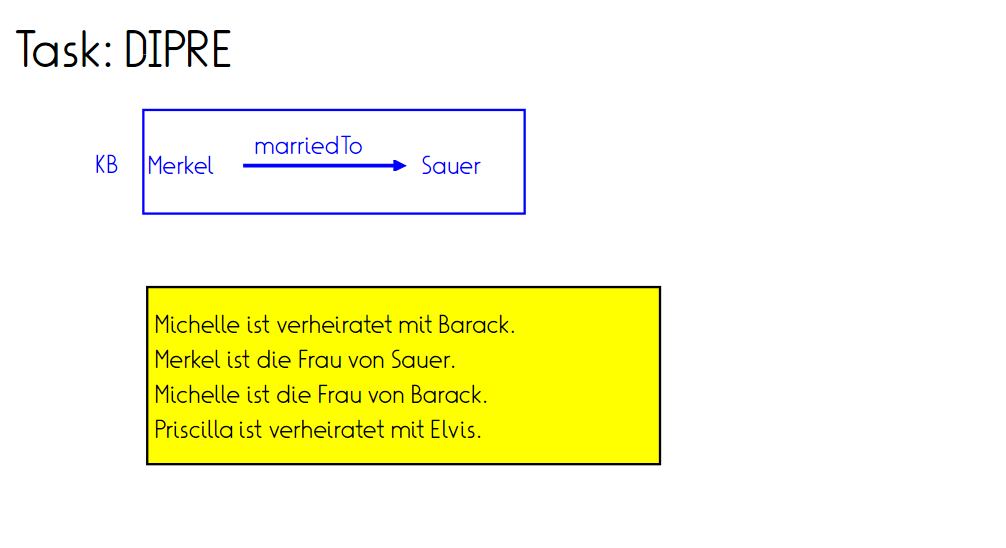 Task: DIPRE
marriedTo
KB Merkel Sauer
Michelle ist verheiratet mit Barack.
Merkel ist die Frau von Sauer.
Michelle ist die Frau von Barack.
Priscilla ist verheiratet mit Elvis.